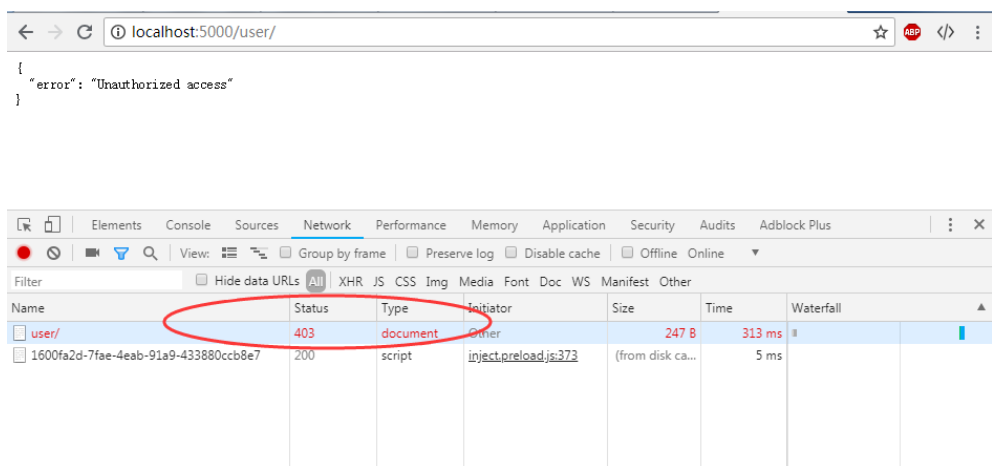 localhost:5000/user/
ABP
{
"error": "Unauthorized access"
}
Elements Console Sources Network Performance Memory Application Security Audits Adblock Plus
View: Group by frame Preserve log Disable cache Offline Online
Filter Hide data URLs All XHR JS CSS Img Media Font Doc WS Manifest Other
Name Status Type Initiator Size Time Waterfall
user/ 403 document Other 247 B 313 ms
1600fa2d-7fae-4eab-91a9-433880ccb8e7 200 script inject.preload.js:373 (from disk ca... 5 ms